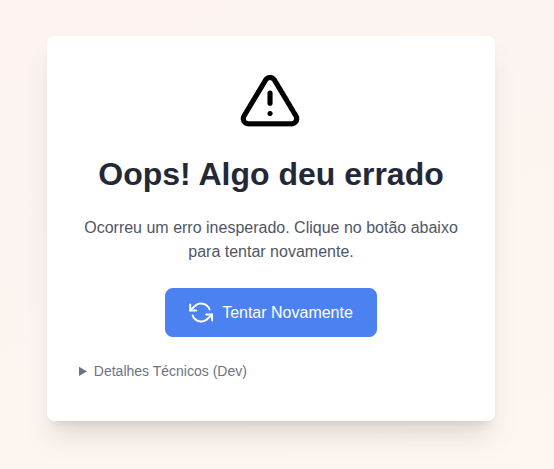 Oops! Algo deu errado
Ocorreu um erro inesperado. Clique no botão abaixo
para tentar novamente.
Tentar Novamente
Detalhes Técnicos (Dev)